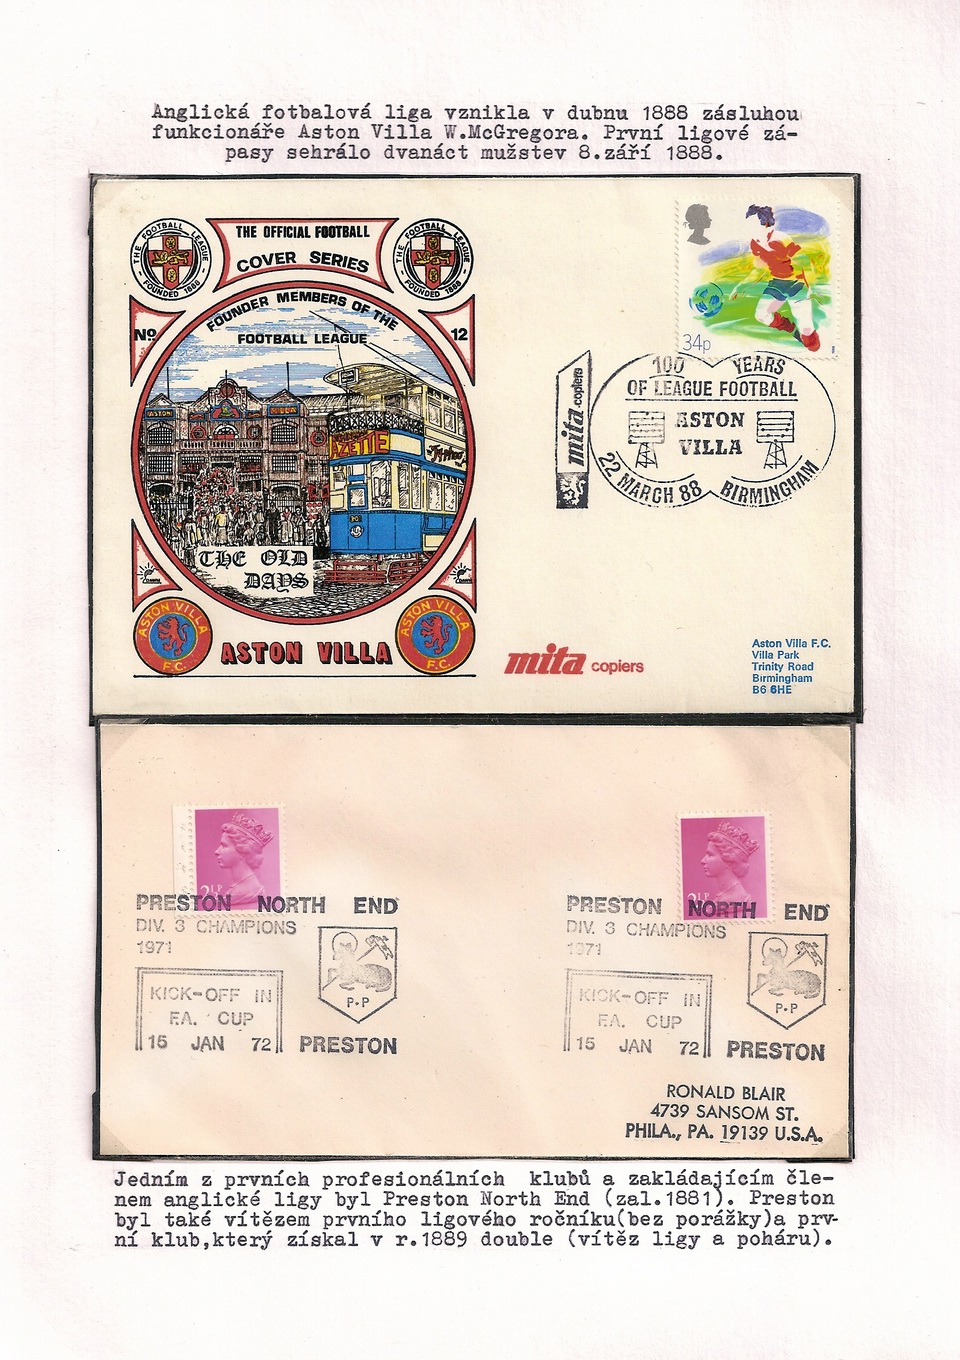 Anglická fotbalová liga vznikla v dubnu 1888 zásluhou
funkcionáře Aston Villa W.McGregora. První ligové zá-
pasy sehrálo dvanáct mužstev 8.září 1888.
THE FOOTBALL LEAGUE
FOUNDED 1888
THE OFFICIAL FOOTBALL
COVER SERIES
THE FOOTBALL LEAGUE
FOUNDED 1888
No 12
FOUNDER MEMBERS OF THE
FOOTBALL LEAGUE
ASTON VILLA
AZETTE
THE OLD
DAYS
ASTON VILLA
F.C.
ASTON VILLA
ASTON VILLA
F.C.
34p
mita copiers
100 YEARS
OF LEAGUE FOOTBALL
ASTON
VILLA
22 MARCH 88 BIRMINGHAM
mita copiers
Aston Villa F.C.
Villa Park
Trinity Road
Birmingham
B6 6HE
2½P
PRESTON NORTH END
DIV. 3 CHAMPIONS
1971
KICK-OFF IN
F.A. CUP
15 JAN 72
P.P
PRESTON
2½P
PRESTON NORTH END
DIV. 3 CHAMPIONS
1971
KICK-OFF IN
F.A. CUP
15 JAN 72
P.P
PRESTON
RONALD BLAIR
4739 SANSOM ST.
PHILA., PA. 19139 U.S.A.
Jedním z prvních profesionálních klubů a zakládajícím čle-
nem anglické ligy byl Preston North End (zal.1881). Preston
byl také vítězem prvního ligového ročníku(bez porážky)a prv-
ní klub,který získal v r.1889 double (vítěz ligy a poháru).